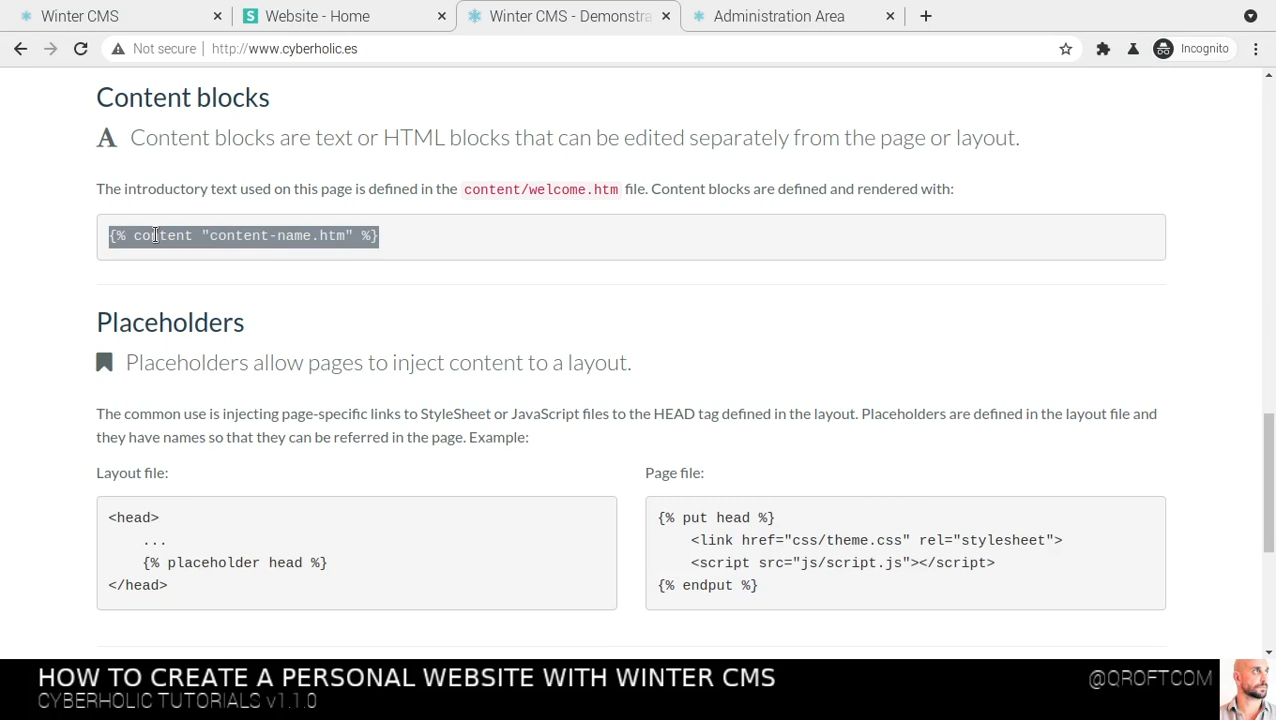 Winter CMS
Website - Home
Winter CMS - Demonstra
Administration Area
Not secure
http://www.cyberholic.es
Incognito
Content blocks
Content blocks are text or HTML blocks that can be edited separately from the page or layout.
The introductory text used on this page is defined in the content/welcome.htm file. Content blocks are defined and rendered with:
{% content "content-name.htm" %}
Placeholders
Placeholders allow pages to inject content to a layout.
The common use is injecting page-specific links to StyleSheet or JavaScript files to the HEAD tag defined in the layout. Placeholders are defined in the layout file and
they have names so that they can be referred in the page. Example:
Layout file:
<head>
...
{% placeholder head %}
</head>
Page file:
{% put head %}
<link href="css/theme.css" rel="stylesheet">
<script src="js/script.js"></script>
{% endput %}
HOW TO CREATE A PERSONAL WEBSITE WITH WINTER CMS
CYBERHOLIC TUTORIALS v1.1.0
@QROFTCOM